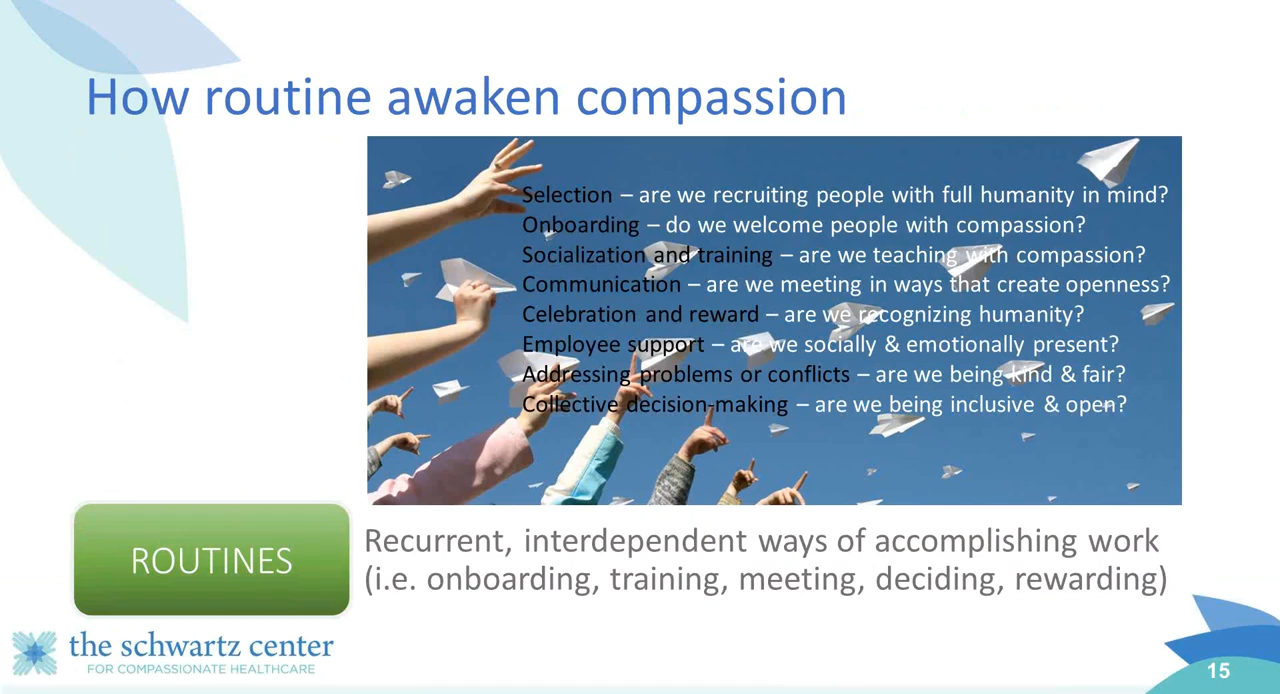 How routine awaken compassion
Selection – are we recruiting people with full humanity in mind?
Onboarding – do we welcome people with compassion?
Socialization and training – are we teaching with compassion?
Communication – are we meeting in ways that create openness?
Celebration and reward – are we recognizing humanity?
Employee support – are we socially & emotionally present?
Addressing problems or conflicts – are we being kind & fair?
Collective decision-making – are we being inclusive & open?
ROUTINES
Recurrent, interdependent ways of accomplishing work
(i.e. onboarding, training, meeting, deciding, rewarding)
the schwartz center
FOR COMPASSIONATE HEALTHCARE
15